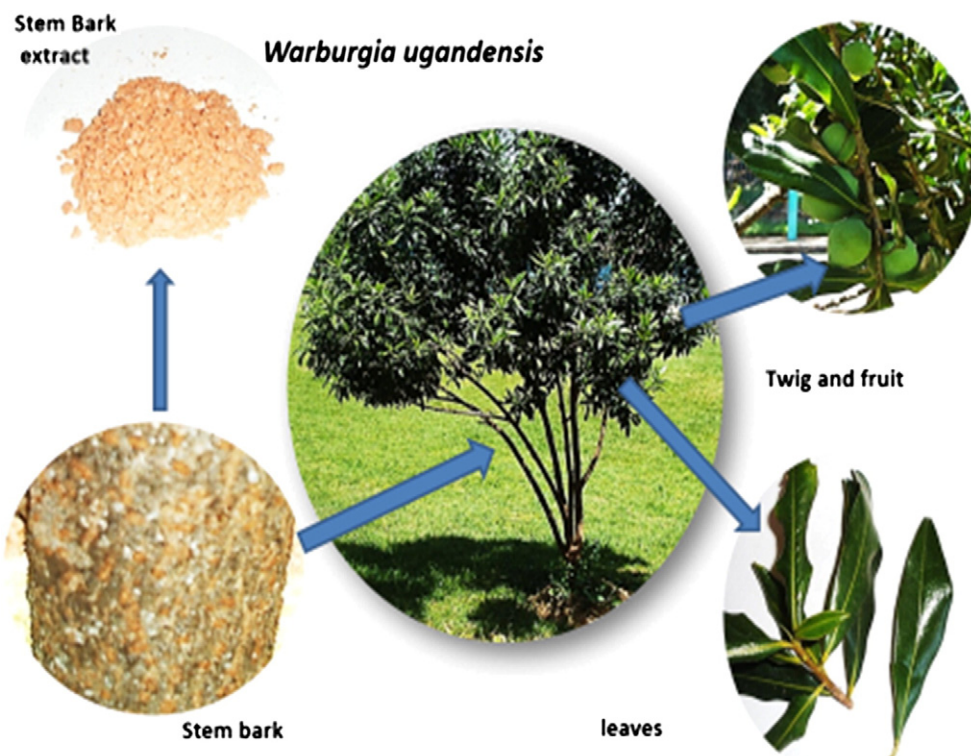 Stem Bark
extract
Warburgia ugandensis
Twig and fruit
Stem bark
leaves